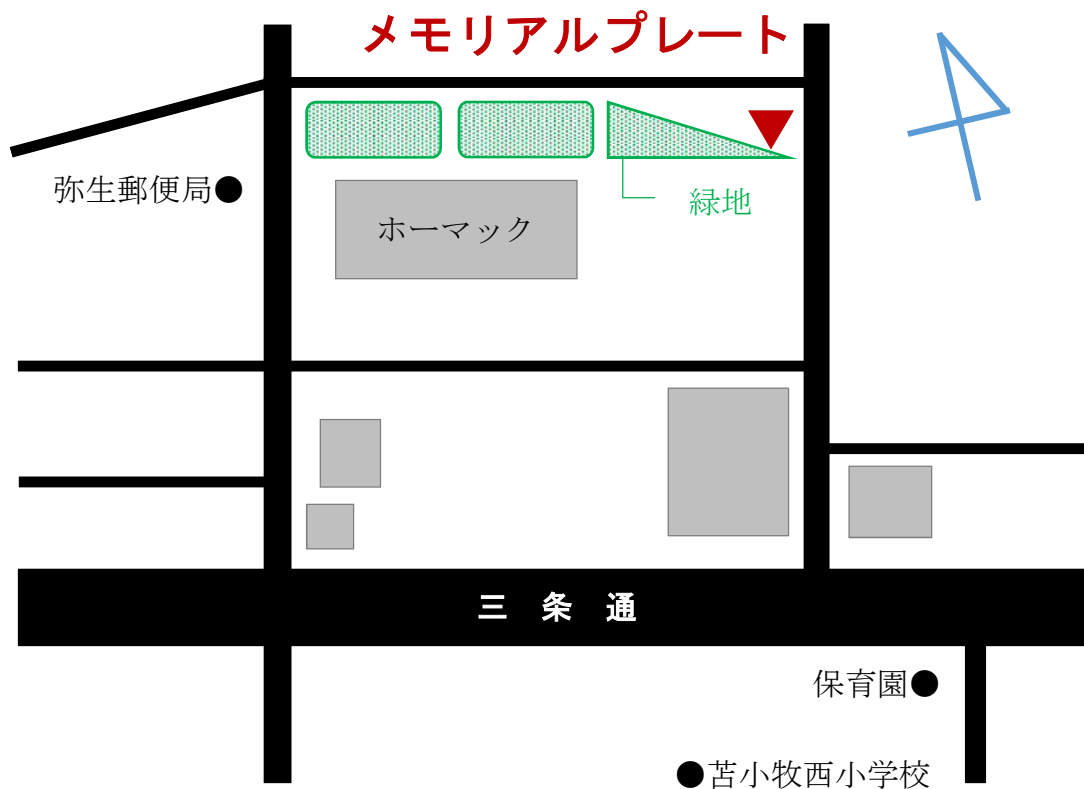 メモリアルプレート
弥生郵便局●
緑地
ホーマック
三条通
保育園●
●苫小牧西小学校